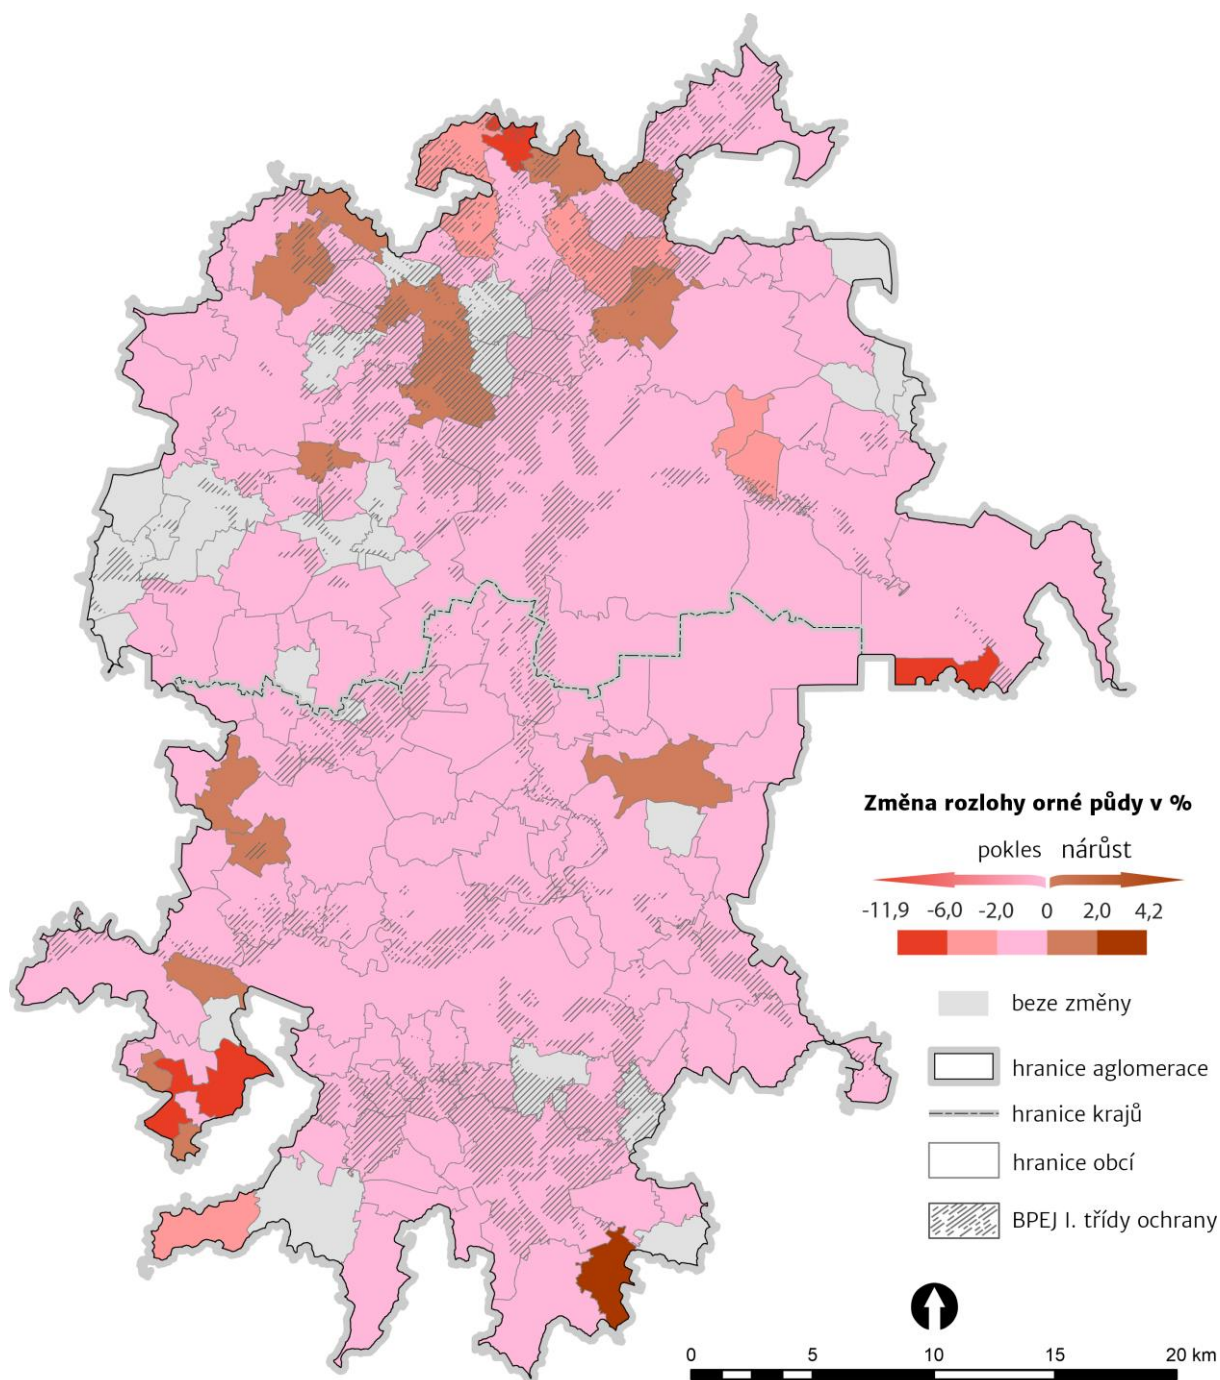 Změna rozlohy orné půdy v %
pokles nárůst
-11,9 -6,0 -2,0 0 2,0 4,2
beze změny
hranice aglomerace
hranice krajů
hranice obcí
BPEJ I. třídy ochrany
0 5 10 15 20 km